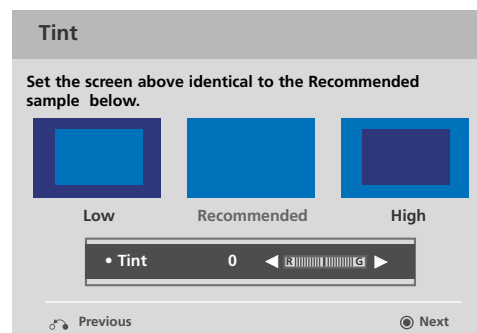 Tint
Set the screen above identical to the Recommended
sample below.
Low Recommended High
• Tint 0 R G
Previous Next